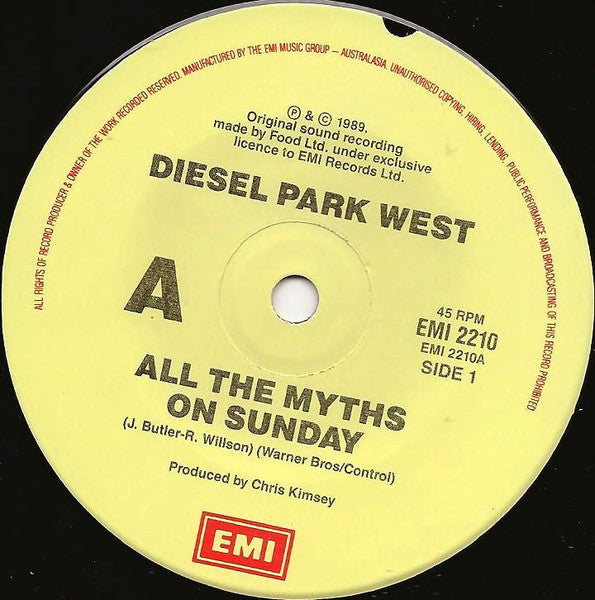 ALL RIGHTS OF RECORD PRODUCER & OWNER OF THE WORK RECORDED RESERVED. MANUFACTURED BY THE EMI MUSIC GROUP – AUSTRALASIA. UNAUTHORISED COPYING, HIRING, LENDING, PUBLIC PERFORMANCE AND BROADCASTING OF THIS RECORD PROHIBITED
℗ & © 1989.
Original sound recording
made by Food Ltd. under exclusive
licence to EMI Records Ltd.
DIESEL PARK WEST
A
45 RPM
EMI 2210
EMI 2210A
SIDE 1
ALL THE MYTHS
ON SUNDAY
(J. Butler-R. Willson) (Warner Bros/Control)
Produced by Chris Kimsey
EMI